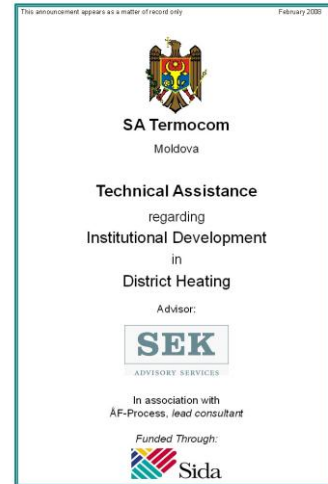 This announcement appears as a matter of record only
February 2008
SA Termocom
Moldova
Technical Assistance
regarding
Institutional Development
in
District Heating
Advisor:
SEK
ADVISORY SERVICES
In association with
ÅF-Process, lead consultant
Funded Through:
Sida